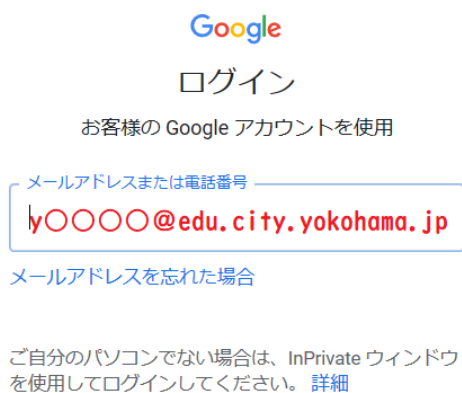 Google
ログイン
お客様の Google アカウントを使用
メールアドレスまたは電話番号
y〇〇〇〇@edu.city.yokohama.jp
メールアドレスを忘れた場合
ご自分のパソコンでない場合は、InPrivate ウィンドウ
を使用してログインしてください。 詳細